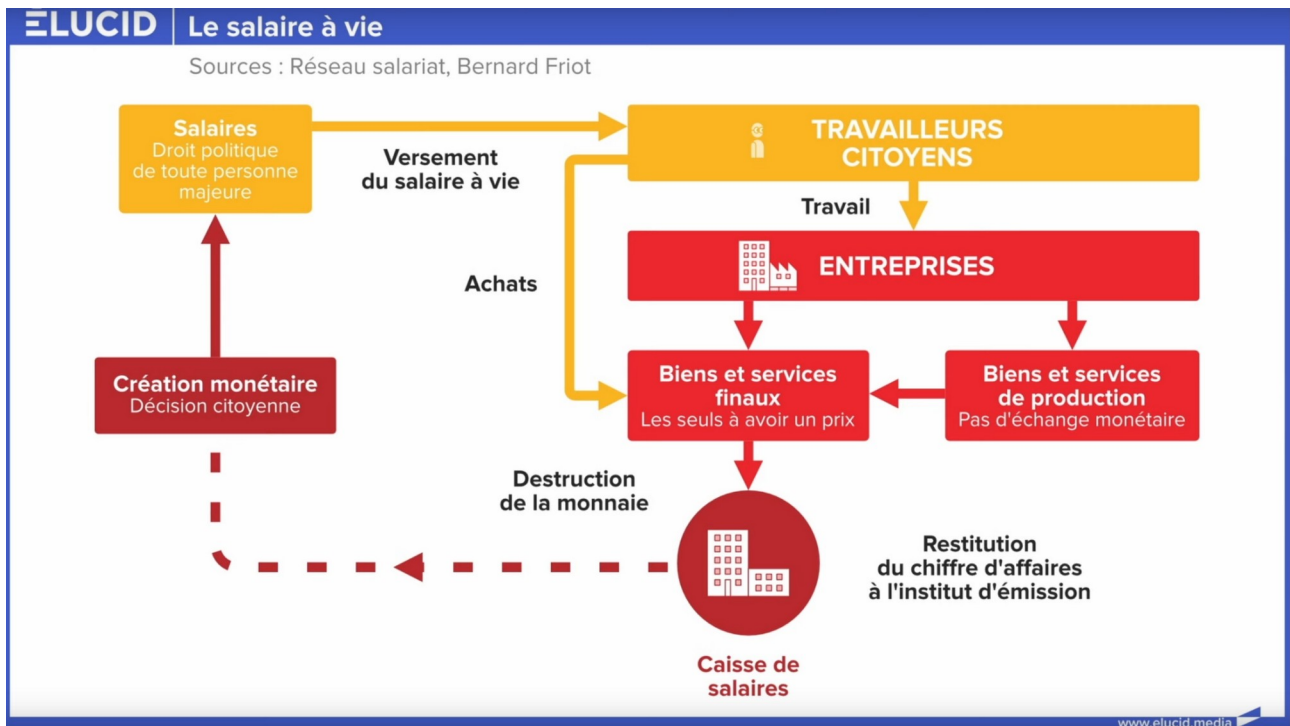 ÉLUCID
Le salaire à vie
Sources : Réseau salariat, Bernard Friot
Salaires
Droit politique
de toute personne
majeure
Versement
du salaire à vie
TRAVAILLEURS
CITOYENS
Travail
Achats
ENTREPRISES
Création monétaire
Décision citoyenne
Biens et services
finaux
Les seuls à avoir un prix
Biens et services
de production
Pas d'échange monétaire
Destruction
de la monnaie
Restitution
du chiffre d'affaires
à l'institut d'émission
Caisse de
salaires
www.elucid.media